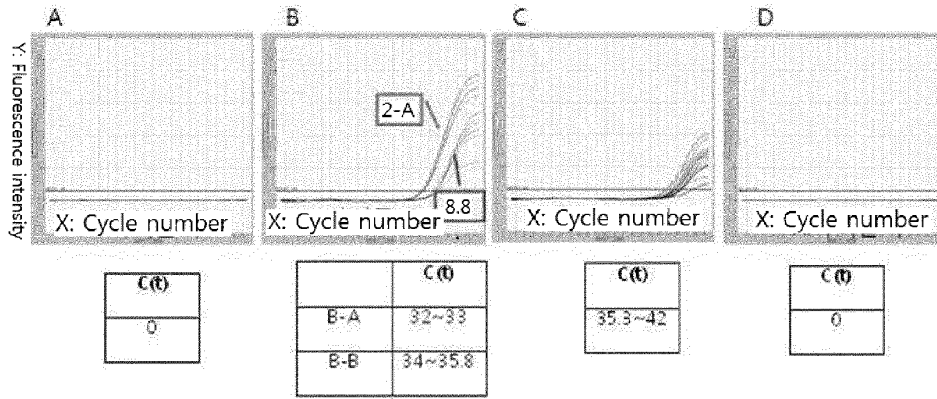 A B C D
Y: Fluorescence intensity
2-A
8.8
X: Cycle number
X: Cycle number
X: Cycle number
X: Cycle number
C(t)
0
C(t)
B-A 32~33
B-B 34~35.8
C(t)
35.3~42
C(t)
0